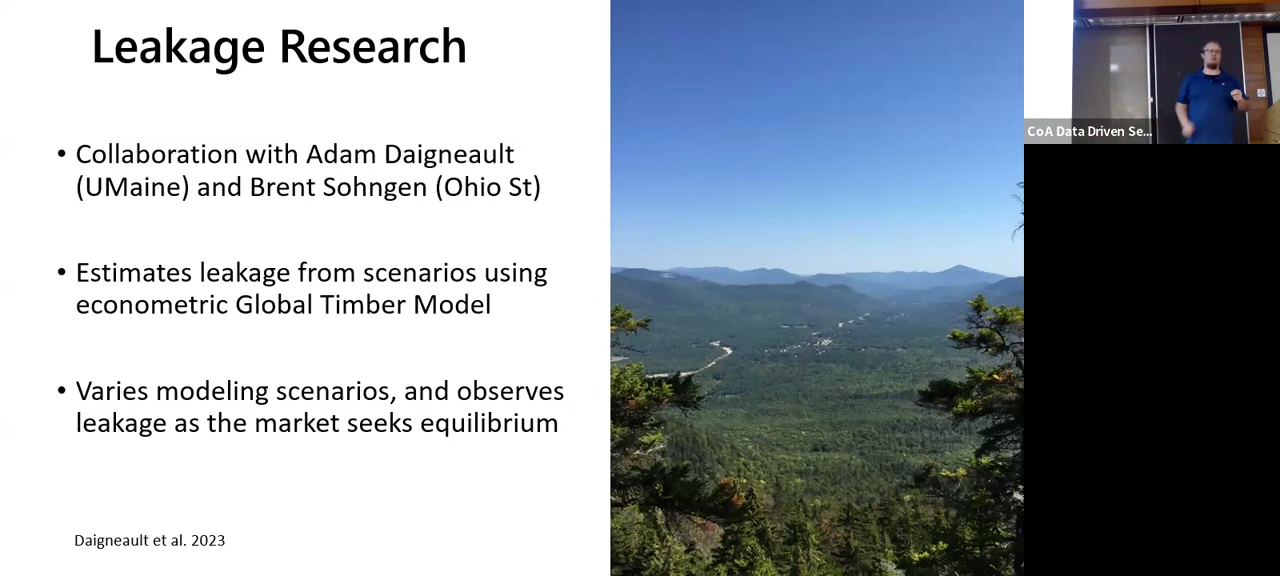 Leakage Research
• Collaboration with Adam Daigneault
(UMaine) and Brent Sohngen (Ohio St)
• Estimates leakage from scenarios using
econometric Global Timber Model
• Varies modeling scenarios, and observes
leakage as the market seeks equilibrium
Daigneault et al. 2023
CoA Data Driven Se...